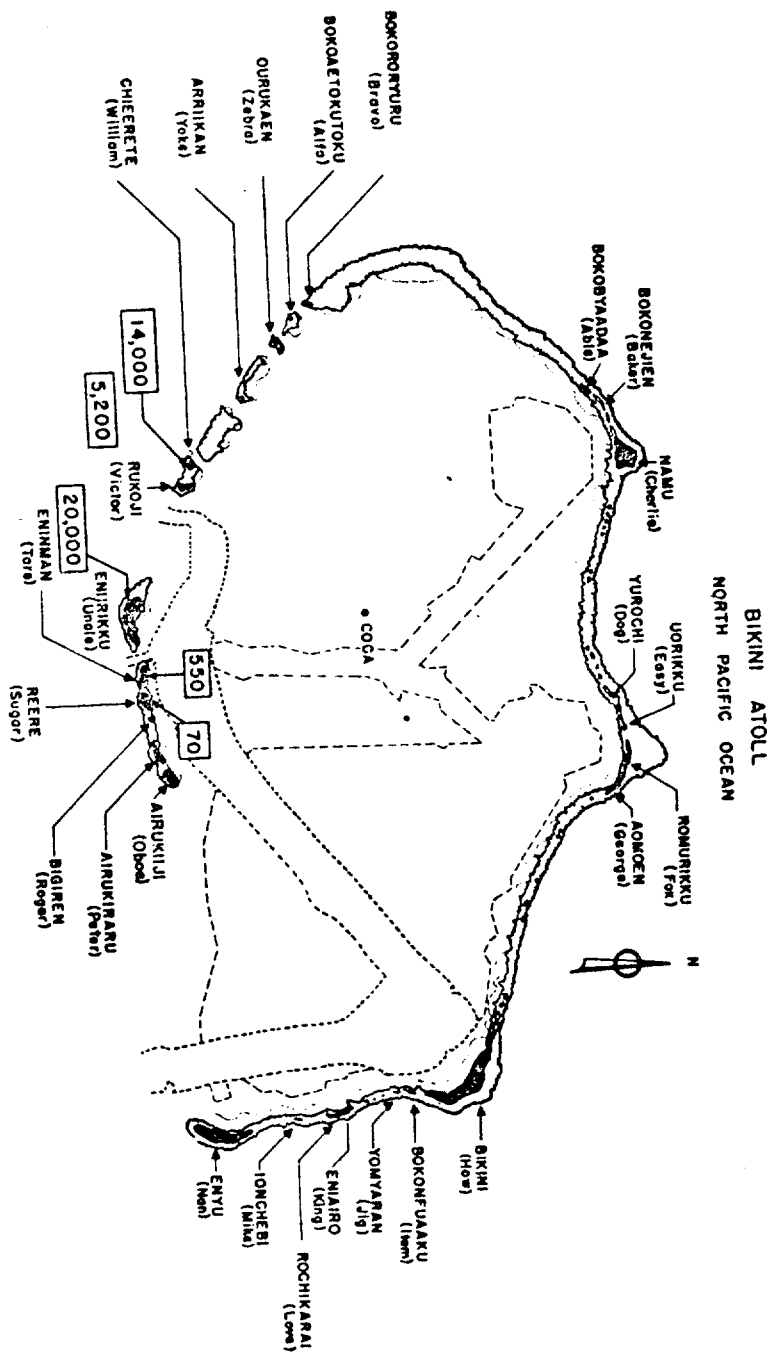 BIKINI ATOLL
NORTH PACIFIC OCEAN
N
BOKORORYURU
(Bravo)
BOKOAETOKUTOKU
(Alfa)
OURUKAEN
(Zebra)
ARRIIKAN
(Yoke)
CHIEERETE
(William)
14,000
5,200
RUKOJI
(Victor)
20,000
ENIIRIKKU
(Uncle)
ENINMAN
(Tare)
550
REERE
(Sugar)
70
BIGIREN
(Roger)
AIRUKIRARU
(Peter)
AIRUKIIJI
(Oboe)
BOKOBYAADAA
(Able)
BOKONEJIEN
(Baker)
NAMU
(Charlie)
YUROCHI
(Dog)
UORIKKU
(Easy)
ROMURIKKU
(Fox)
AOMOEN
(George)
COCA
BIKINI
(How)
BOKONFUAAKU
(Item)
YOMYARAN
(Jig)
ENIAIRO
(King)
ROCHIKARAI
(Love)
IONCHEBI
(Mike)
ENYU
(Nan)